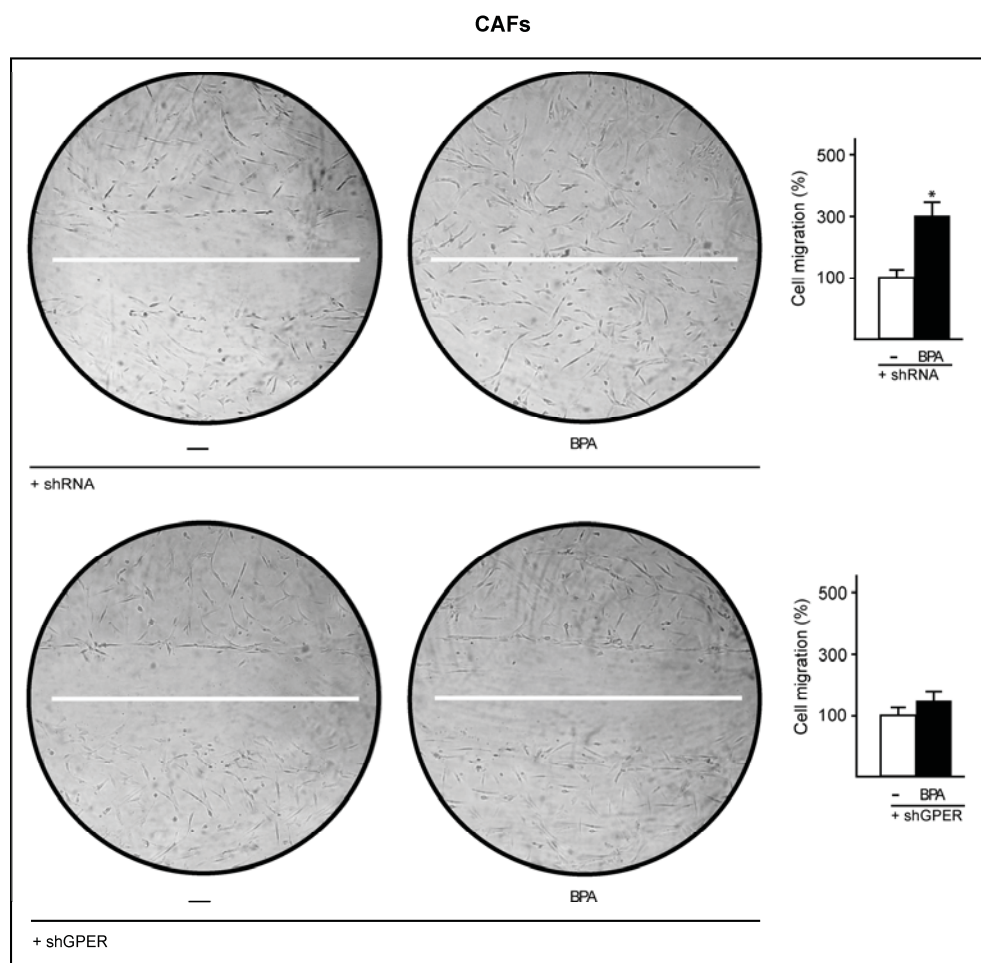 CAFs
— BPA
+ shRNA
Cell migration (%)
500
300
100
*
– BPA
+ shRNA
— BPA
+ shGPER
Cell migration (%)
500
300
100
– BPA
+ shGPER